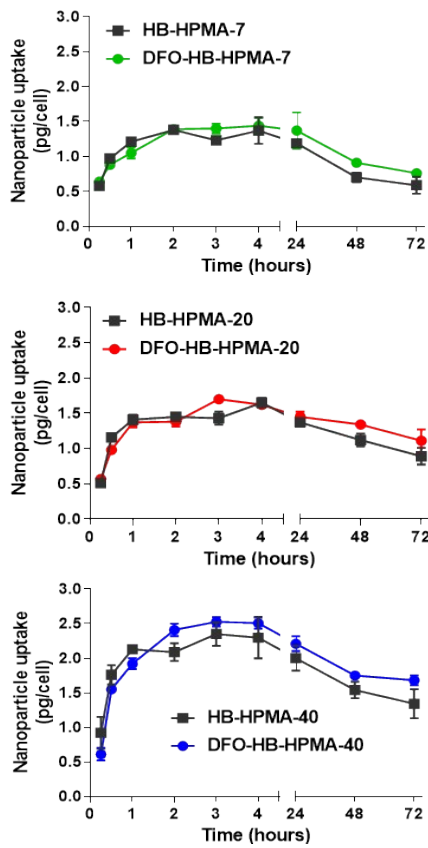 HB-HPMA-7
DFO-HB-HPMA-7
Nanoparticle uptake
(pg/cell)
3.0
2.5
2.0
1.5
1.0
0.5
0.0
0 1 2 3 4 24 48 72
Time (hours)
HB-HPMA-20
DFO-HB-HPMA-20
Nanoparticle uptake
(pg/cell)
3.0
2.5
2.0
1.5
1.0
0.5
0.0
0 1 2 3 4 24 48 72
Time (hours)
Nanoparticle uptake
(pg/cell)
3.0
2.5
2.0
1.5
1.0
0.5
0.0
HB-HPMA-40
DFO-HB-HPMA-40
0 1 2 3 4 24 48 72
Time (hours)